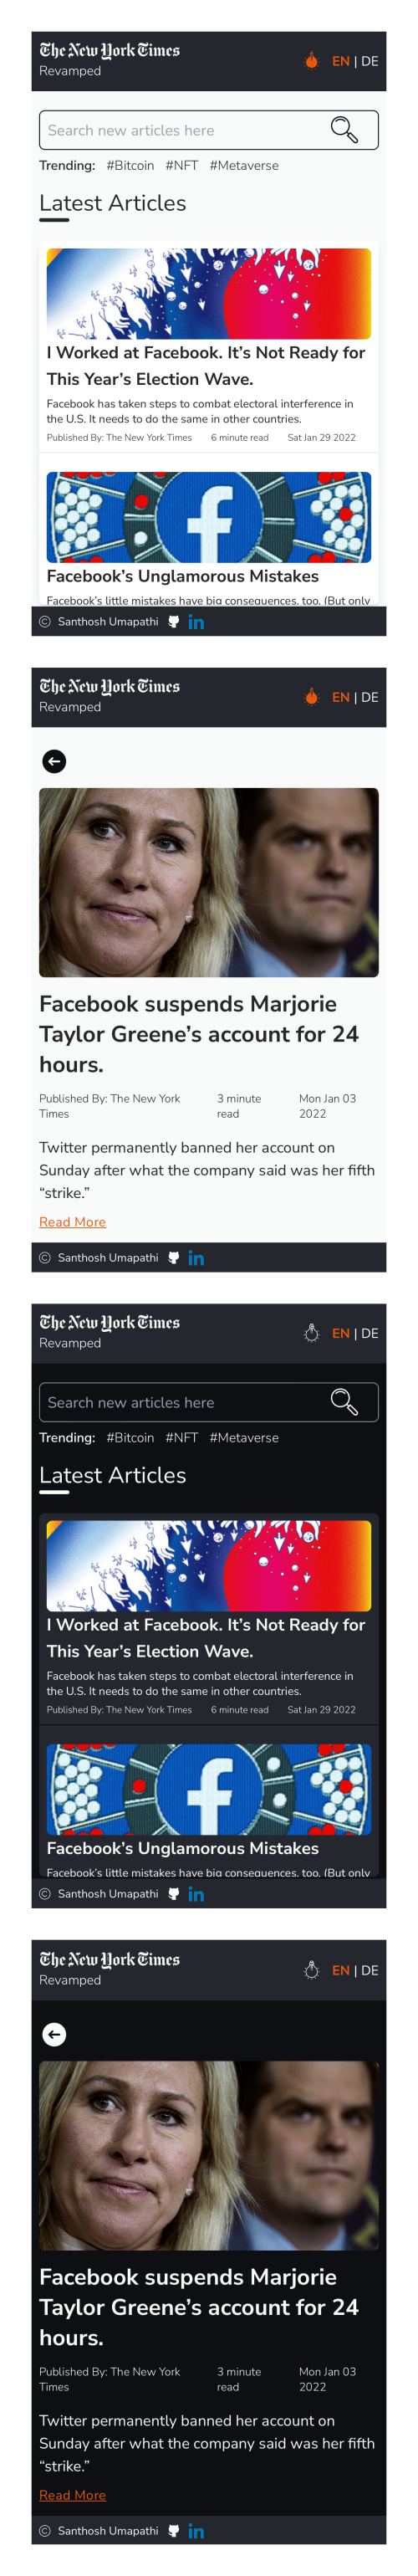 The New York Times
Revamped
EN | DE
Search new articles here
Trending: #Bitcoin #NFT #Metaverse
Latest Articles
I Worked at Facebook. It’s Not Ready for
This Year’s Election Wave.
Facebook has taken steps to combat electoral interference in
the U.S. It needs to do the same in other countries.
Published By: The New York Times 6 minute read Sat Jan 29 2022
Facebook’s Unglamorous Mistakes
Facebook’s little mistakes have big consequences, too. (But only
© Santhosh Umapathi in
The New York Times
Revamped
EN | DE
Facebook suspends Marjorie
Taylor Greene’s account for 24
hours.
Published By: The New York 3 minute Mon Jan 03
Times read 2022
Twitter permanently banned her account on
Sunday after what the company said was her fifth
“strike.”
Read More
© Santhosh Umapathi in
The New York Times
Revamped
EN | DE
Search new articles here
Trending: #Bitcoin #NFT #Metaverse
Latest Articles
I Worked at Facebook. It’s Not Ready for
This Year’s Election Wave.
Facebook has taken steps to combat electoral interference in
the U.S. It needs to do the same in other countries.
Published By: The New York Times 6 minute read Sat Jan 29 2022
Facebook’s Unglamorous Mistakes
Facebook’s little mistakes have big consequences, too. (But only
© Santhosh Umapathi in
The New York Times
Revamped
EN | DE
Facebook suspends Marjorie
Taylor Greene’s account for 24
hours.
Published By: The New York 3 minute Mon Jan 03
Times read 2022
Twitter permanently banned her account on
Sunday after what the company said was her fifth
“strike.”
Read More
© Santhosh Umapathi in